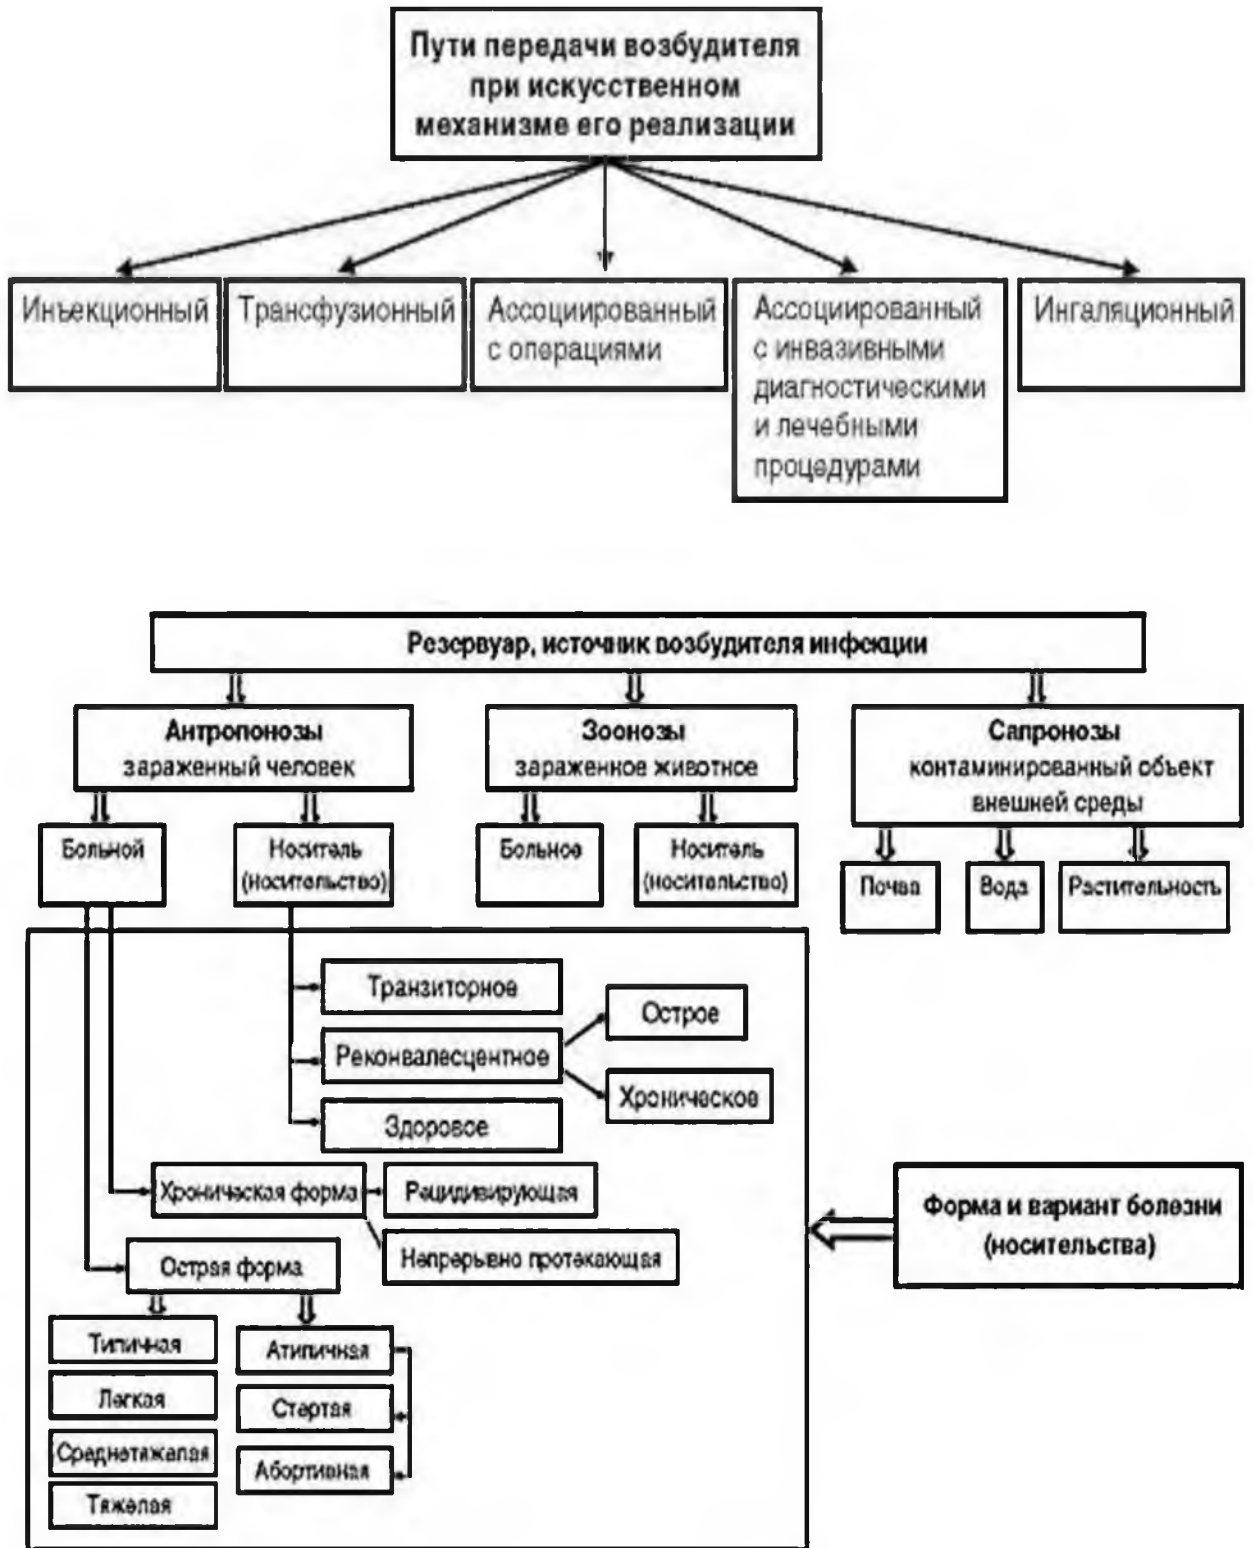 Пути передачи возбудителя
при искусственном
механизме его реализации
Инъекционный
Трансфузионный
Ассоциированный
с операциями
Ассоциированный
с инвазивными
диагностическими
и лечебными
процедурами
Ингаляционный
Резервуар, источник возбудителя инфекции
Антропонозы
зараженный человек
Зоонозы
зараженное животное
Сапронозы
контаминированный объект
внешней среды
Больной
Носитель
(носительство)
Больное
Носитель
(носительство)
Почва
Вода
Растительность
Транзиторное
Реконвалесцентное
Здоровое
Острое
Хроническое
Хроническая форма
Рецидивирующая
Непрерывно протекающая
Острая форма
Типичная
Легкая
Среднетяжелая
Тяжелая
Атипичная
Стертая
Абортивная
Форма и вариант болезни
(носительства)